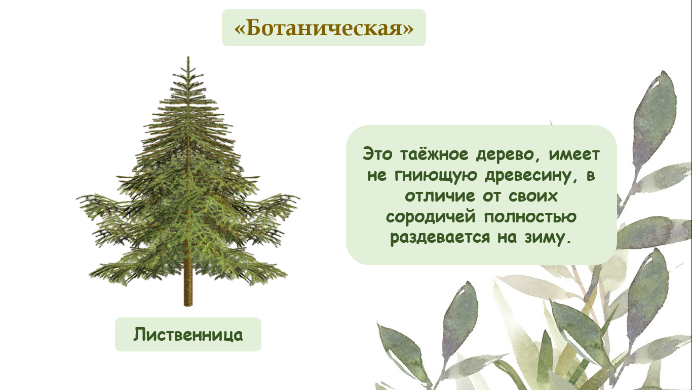 «Ботаническая»
Это таёжное дерево, имеет
не гниющую древесину, в
отличие от своих
сородичей полностью
раздевается на зиму.
Лиственница